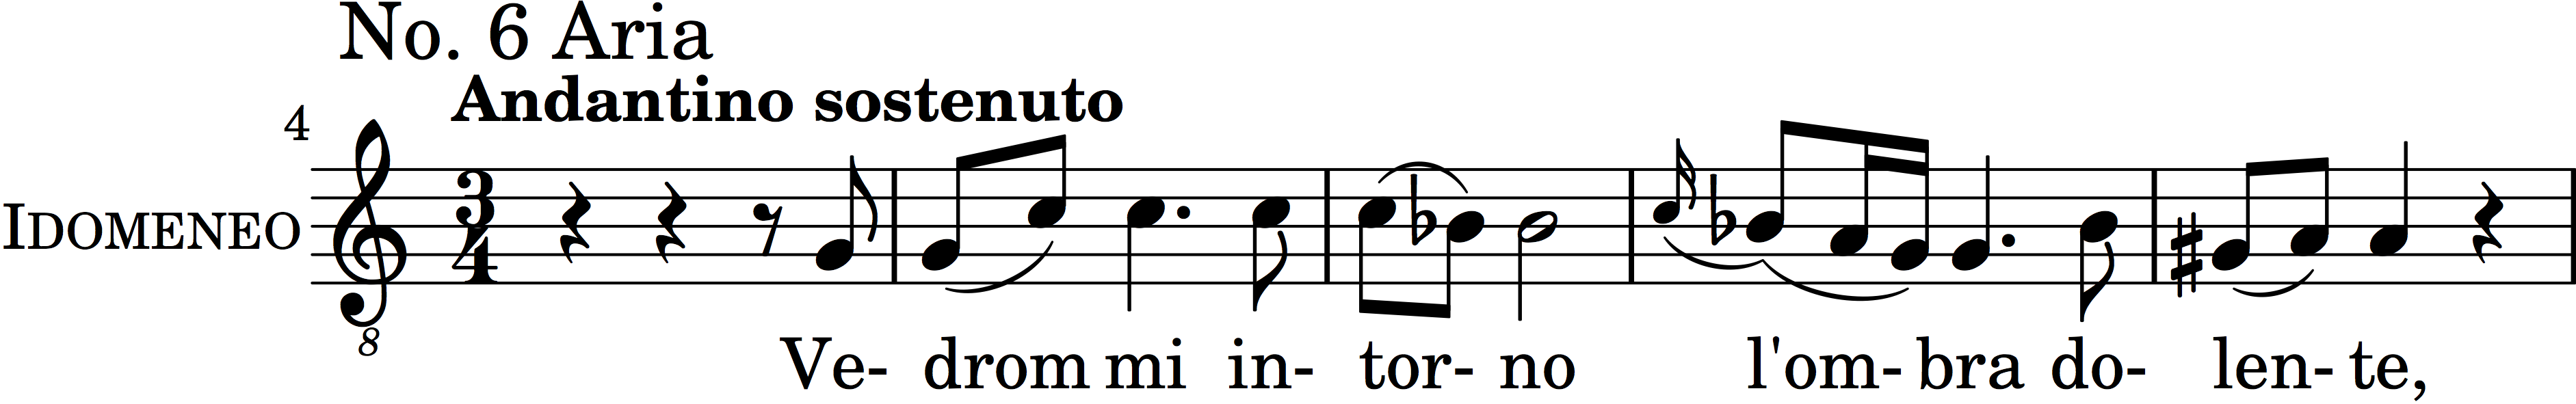 No. 6 Aria
Andantino sostenuto
4
IDOMENEO
3
4
8
Ve- drom mi in- tor- no l'om- bra do- len- te,